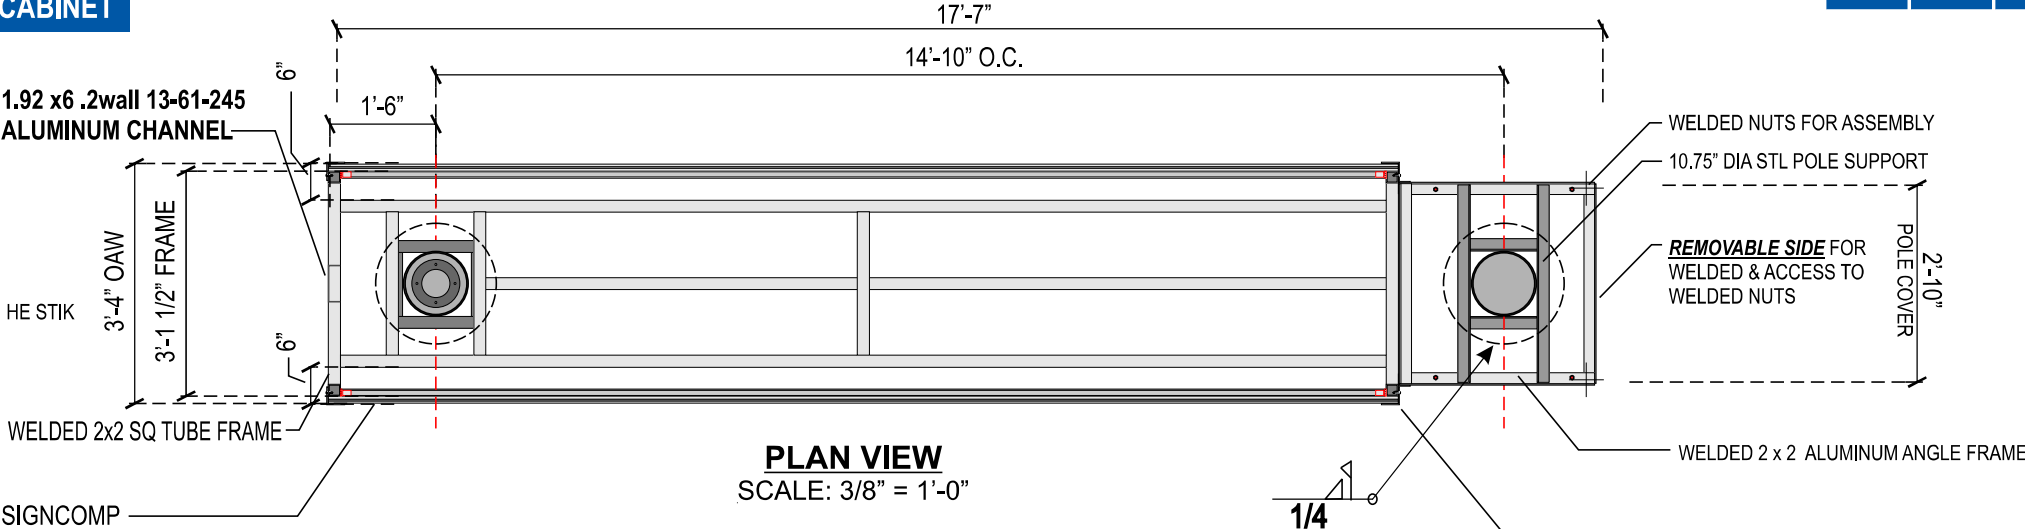 CABINET
17'-7"
14'-10" O.C.
6"
1'-6"
1.92 x6 .2wall 13-61-245
ALUMINUM CHANNEL
WELDED NUTS FOR ASSEMBLY
10.75" DIA STL POLE SUPPORT
REMOVABLE SIDE FOR
WELDED & ACCESS TO
WELDED NUTS
2'-10"
POLE COVER
3'-4" OAW
3'-1 1/2" FRAME
HE STIK
6"
WELDED 2x2 SQ TUBE FRAME
PLAN VIEW
SCALE: 3/8" = 1'-0"
WELDED 2 x 2 ALUMINUM ANGLE FRAME
SIGNCOMP
1/4